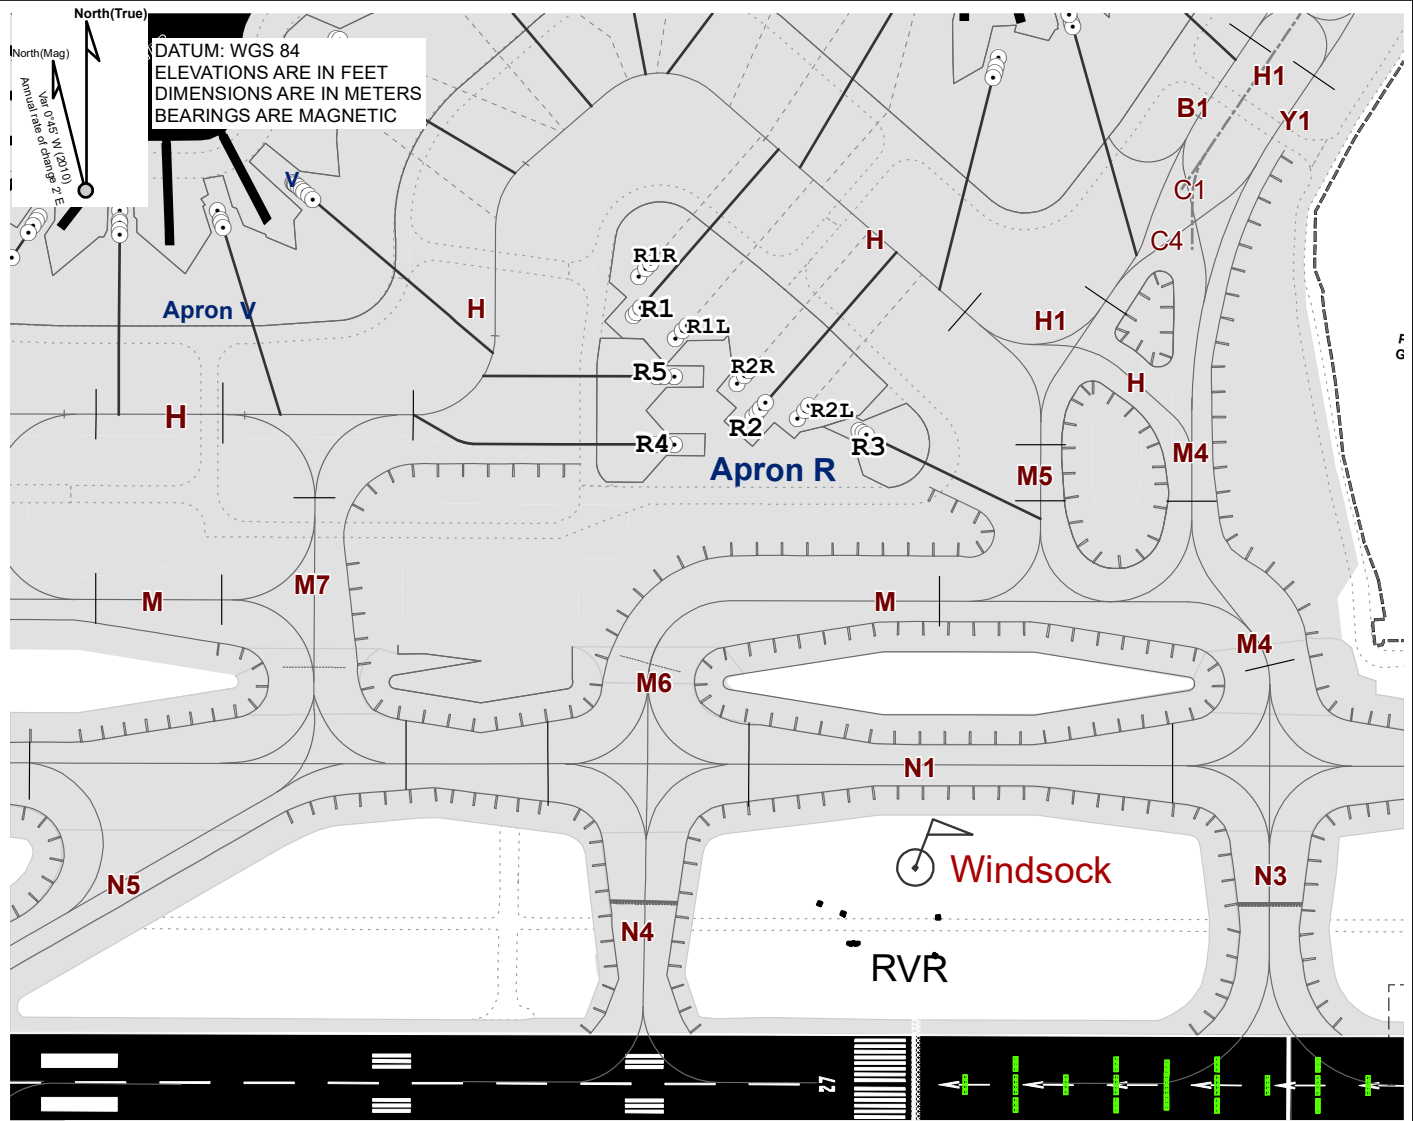 North(True)
North(Mag)
Var 0°45' W (2010)
Annual rate of change 2' E
DATUM: WGS 84
ELEVATIONS ARE IN FEET
DIMENSIONS ARE IN METERS
BEARINGS ARE MAGNETIC
H1
B1
Y1
V
C1
C4
H
R1R
Apron V
H
R1
H1
R1L
R5
R2R
H
H
R2L
R2
R4
R3
Apron R
M5
M4
M7
M
M
M4
M6
N1
Windsock
N5
N3
N4
RVR
27